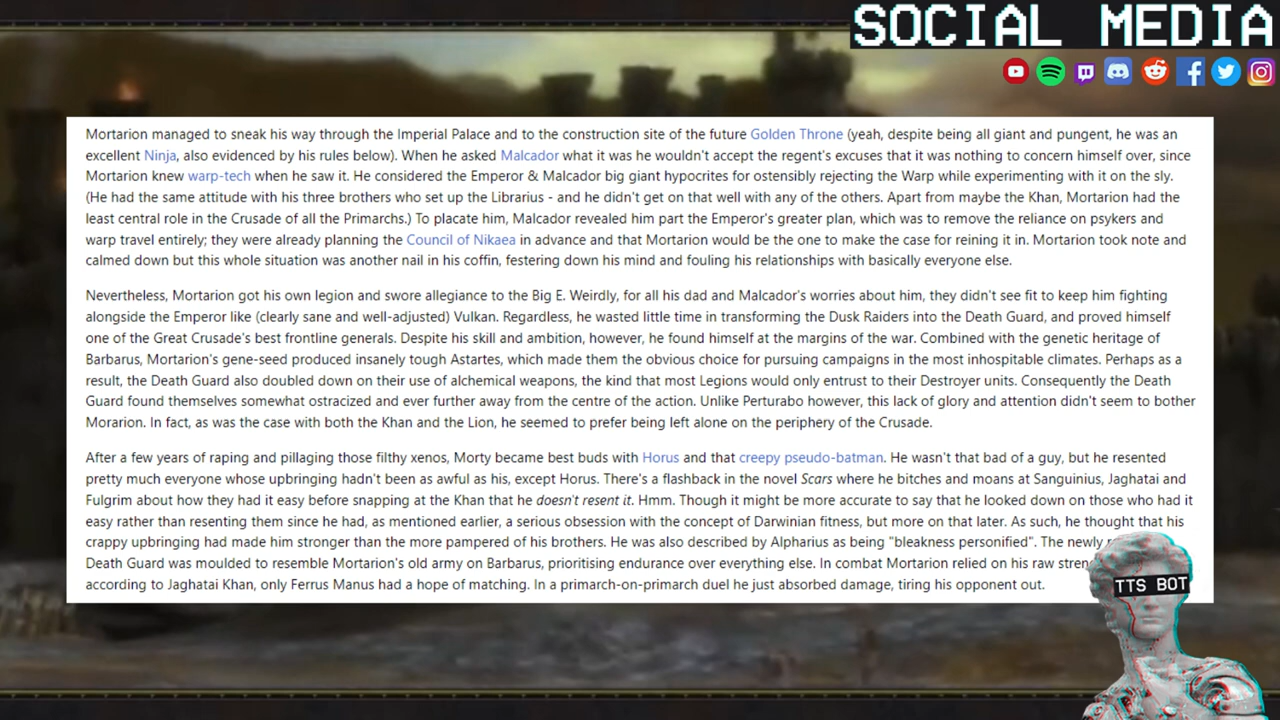 SOCIAL MEDIA
Mortarion managed to sneak his way through the Imperial Palace and to the construction site of the future Golden Throne (yeah, despite being all giant and pungent, he was an
excellent Ninja, also evidenced by his rules below). When he asked Malcador what it was he wouldn't accept the regent's excuses that it was nothing to concern himself over, since
Mortarion knew warp-tech when he saw it. He considered the Emperor & Malcador big giant hypocrites for ostensibly rejecting the Warp while experimenting with it on the sly.
(He had the same attitude with his three brothers who set up the Librarius - and he didn't get on that well with any of the others. Apart from maybe the Khan, Mortarion had the
least central role in the Crusade of all the Primarchs.) To placate him, Malcador revealed him part the Emperor's greater plan, which was to remove the reliance on psykers and
warp travel entirely; they were already planning the Council of Nikaea in advance and that Mortarion would be the one to make the case for reining it in. Mortarion took note and
calmed down but this whole situation was another nail in his coffin, festering down his mind and fouling his relationships with basically everyone else.
Nevertheless, Mortarion got his own legion and swore allegiance to the Big E. Weirdly, for all his dad and Malcador's worries about him, they didn't see fit to keep him fighting
alongside the Emperor like (clearly sane and well-adjusted) Vulkan. Regardless, he wasted little time in transforming the Dusk Raiders into the Death Guard, and proved himself
one of the Great Crusade's best frontline generals. Despite his skill and ambition, however, he found himself at the margins of the war. Combined with the genetic heritage of
Barbarus, Mortarion's gene-seed produced insanely tough Astartes, which made them the obvious choice for pursuing campaigns in the most inhospitable climates. Perhaps as a
result, the Death Guard also doubled down on their use of alchemical weapons, the kind that most Legions would only entrust to their Destroyer units. Consequently the Death
Guard found themselves somewhat ostracized and ever further away from the centre of the action. Unlike Perturabo however, this lack of glory and attention didn't seem to bother
Morarion. In fact, as was the case with both the Khan and the Lion, he seemed to prefer being left alone on the periphery of the Crusade.
After a few years of raping and pillaging those filthy xenos, Morty became best buds with Horus and that creepy pseudo-batman. He wasn't that bad of a guy, but he resented
pretty much everyone whose upbringing hadn't been as awful as his, except Horus. There's a flashback in the novel Scars where he bitches and moans at Sanguinius, Jaghatai and
Fulgrim about how they had it easy before snapping at the Khan that he doesn't resent it. Hmm. Though it might be more accurate to say that he looked down on those who had it
easy rather than resenting them since he had, as mentioned earlier, a serious obsession with the concept of Darwinian fitness, but more on that later. As such, he thought that his
crappy upbringing had made him stronger than the more pampered of his brothers. He was also described by Alpharius as being "bleakness personified". The newly
Death Guard was moulded to resemble Mortarion's old army on Barbarus, prioritising endurance over everything else. In combat Mortarion relied on his raw
according to Jaghatai Khan, only Ferrus Manus had a hope of matching. In a primarch-on-primarch duel he just absorbed damage, tiring his opponent out.
TTS BOT